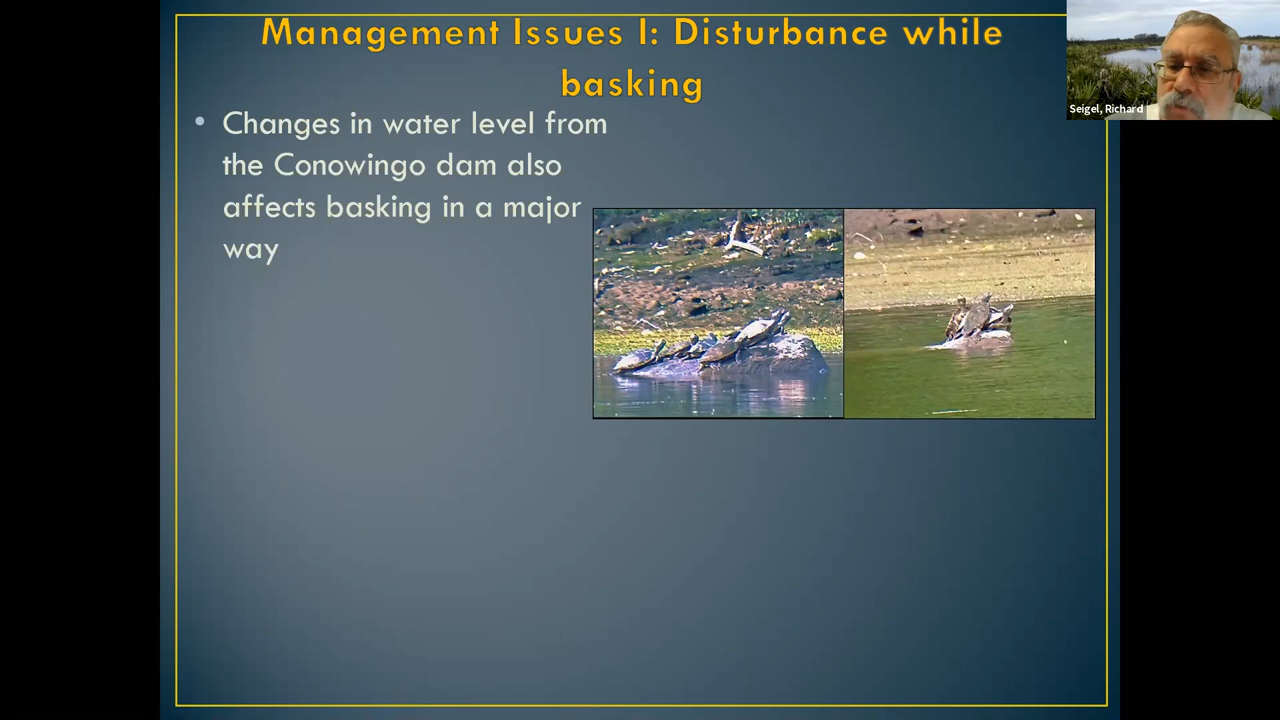 Management Issues I: Disturbance while
basking
Seigel, Richard
• Changes in water level from
the Conowingo dam also
affects basking in a major
way